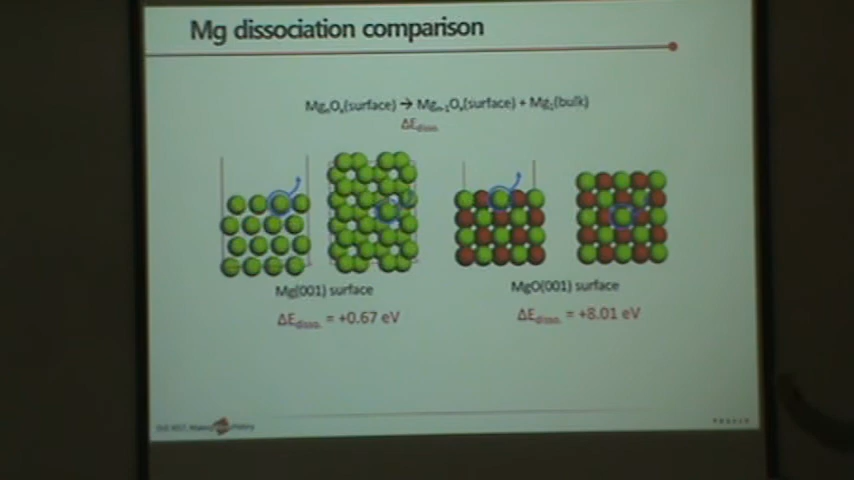 Mg dissociation comparison
MgₙOₓ(surface) → Mgₙ₋₁Oₓ(surface) + Mg₁(bulk)
ΔE_disso.
Mg(001) surface
MgO(001) surface
ΔE_disso. = +0.67 eV
ΔE_disso. = +8.01 eV